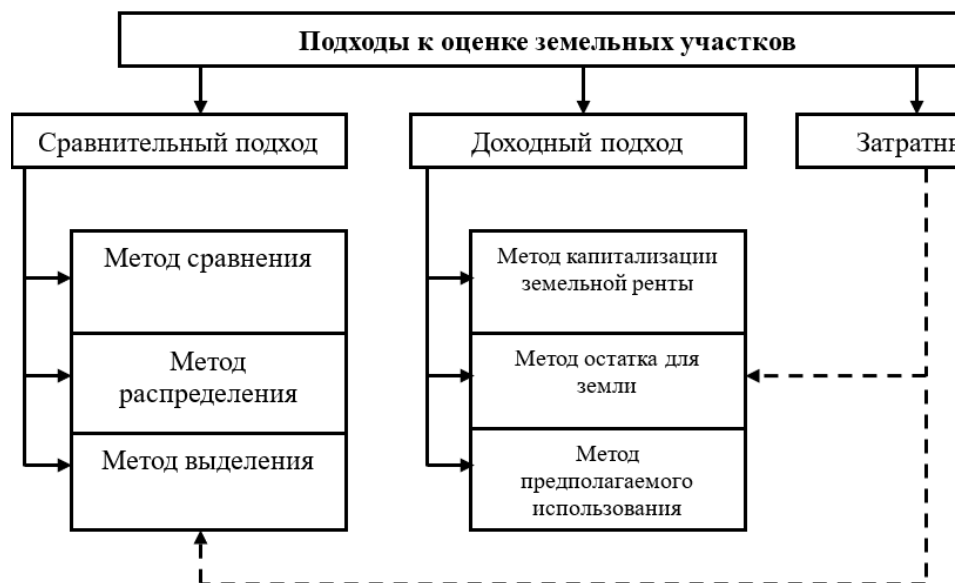 Подходы к оценке земельных участков
Сравнительный подход
Доходный подход
Метод сравнения
Метод
распределения
Метод выделения
Метод капитализации
земельной ренты
Метод остатка для
земли
Метод
предполагаемого
использования